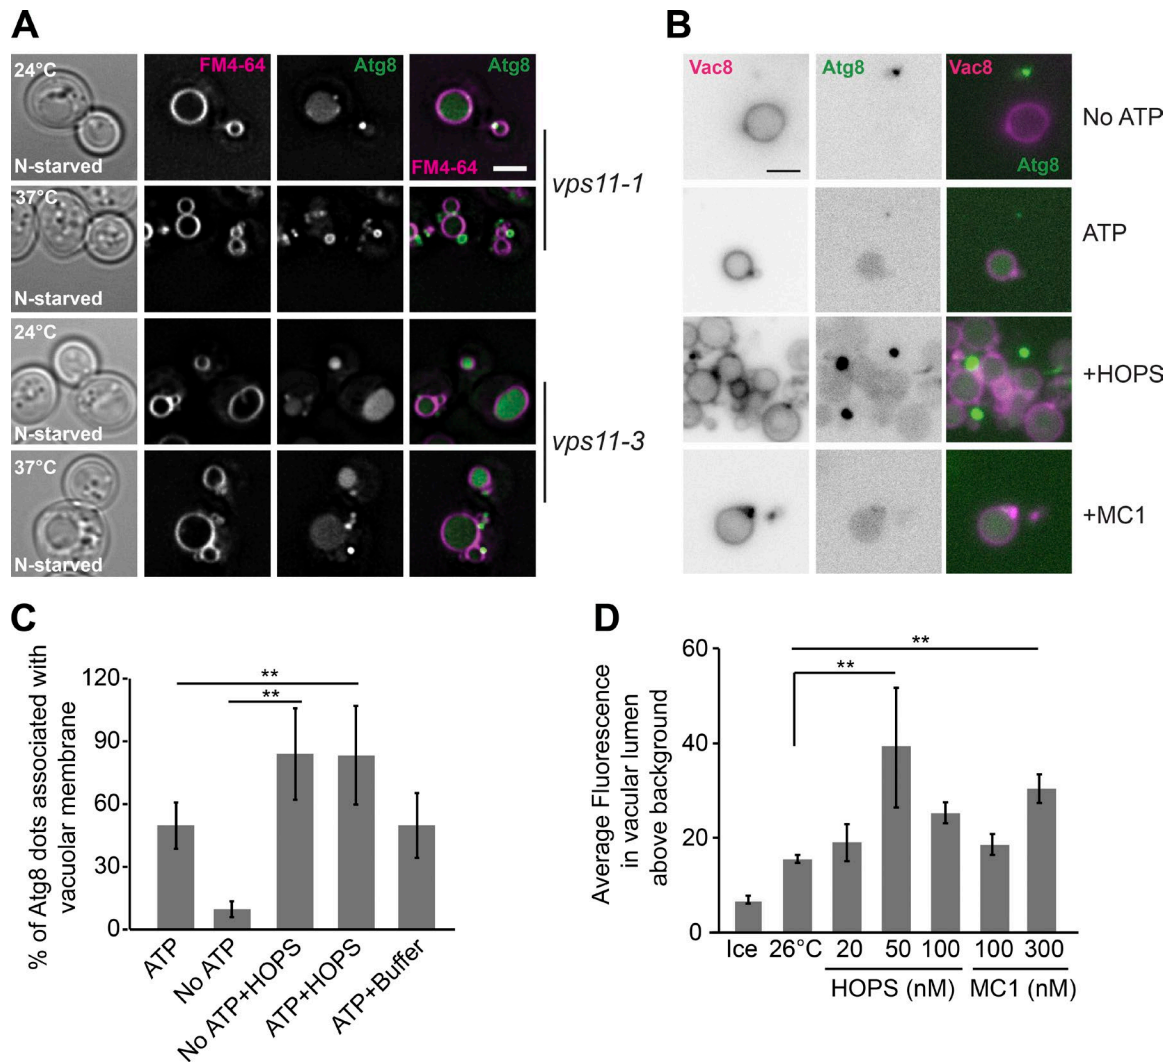 A
24°C
FM4-64
Atg8
Atg8
N-starved
FM4-64
37°C
N-starved
vps11-1
24°C
N-starved
37°C
N-starved
vps11-3
B
Vac8
Atg8
Vac8
Atg8
No ATP
ATP
+HOPS
+MC1
C
% of Atg8 dots associated with
vacuolar membrane
120
90
60
30
0
**
**
ATP
No ATP
No ATP+HOPS
ATP+HOPS
ATP+Buffer
D
Average Fluorescence
in vacular lumen
above background
60
40
20
0
**
**
Ice 26°C 20 50 100 100 300
HOPS (nM) MC1 (nM)